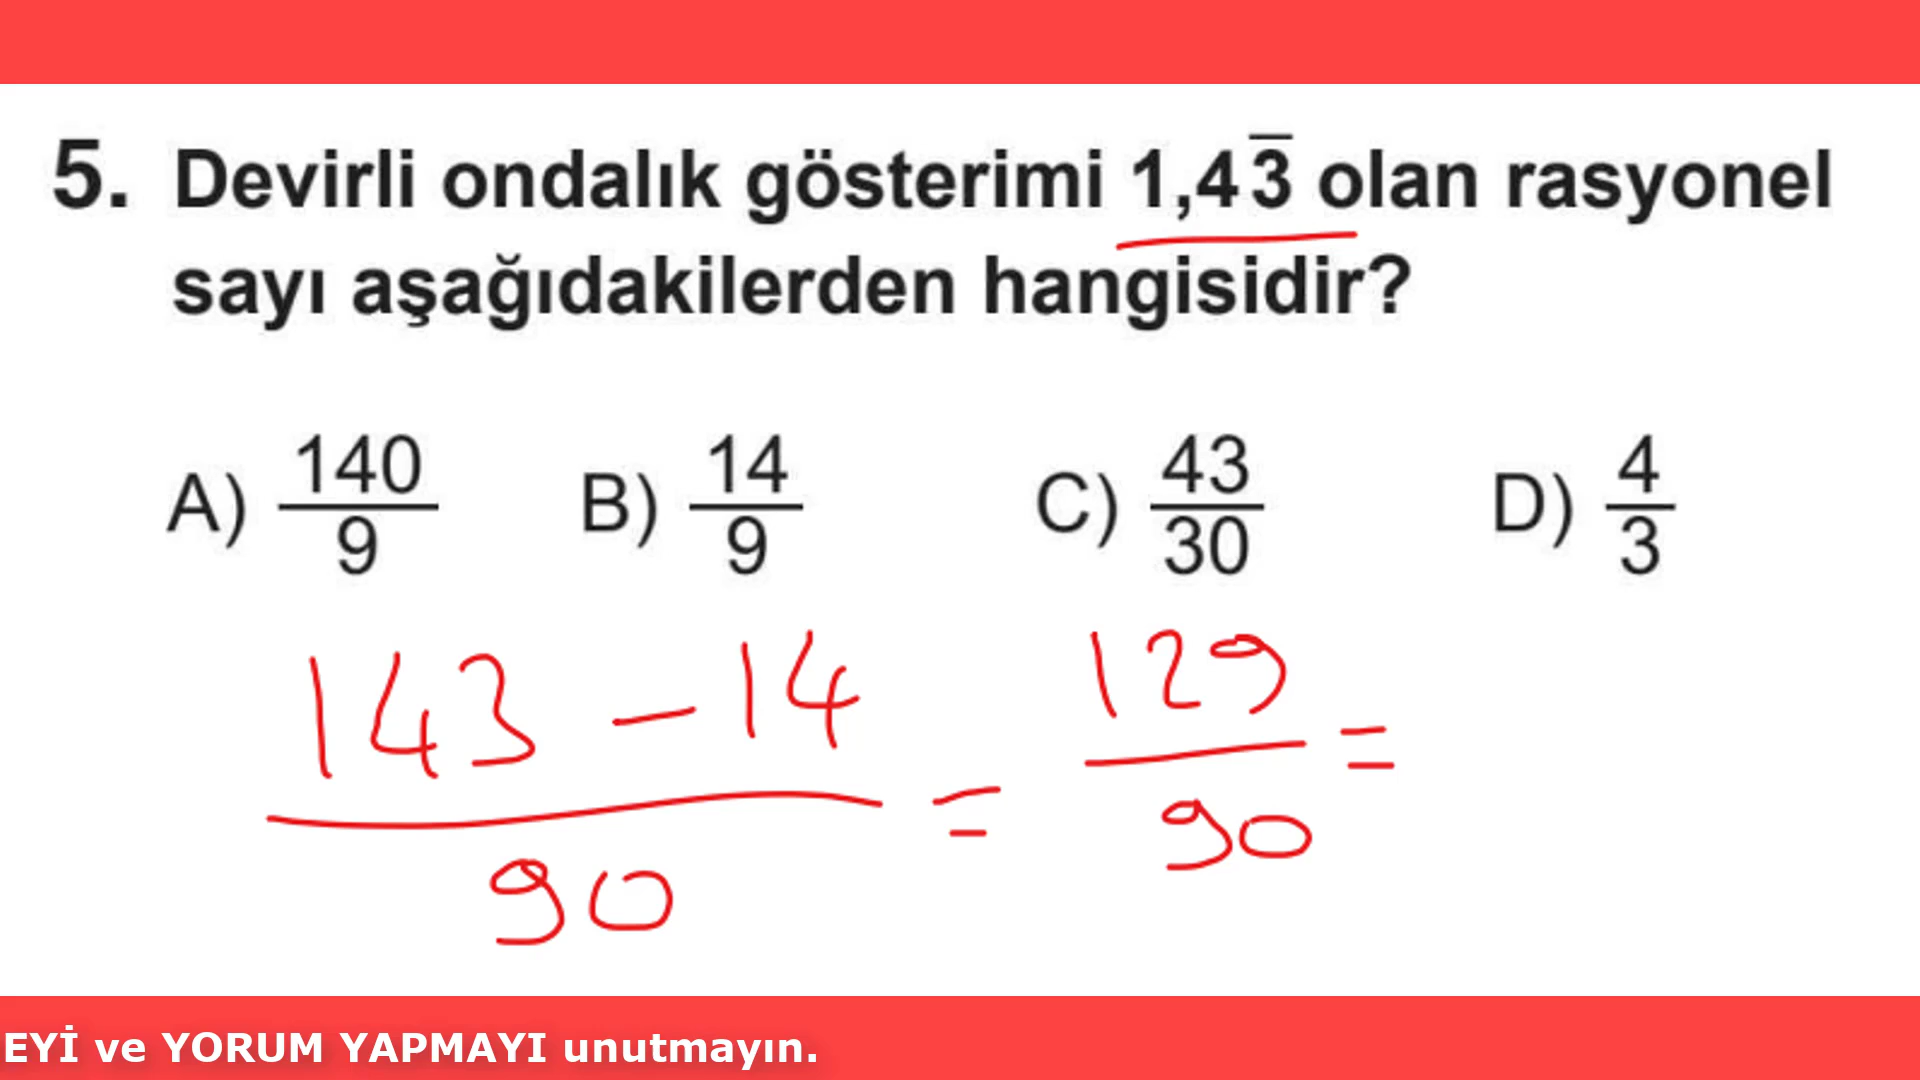 5. Devirli ondalık gösterimi 1,43̅ olan rasyonel
sayı aşağıdakilerden hangisidir?
A) 140/9 B) 14/9 C) 43/30 D) 4/3
143 - 14 / 90 = 129 / 90 =
EYİ ve YORUM YAPMAYI unutmayın.